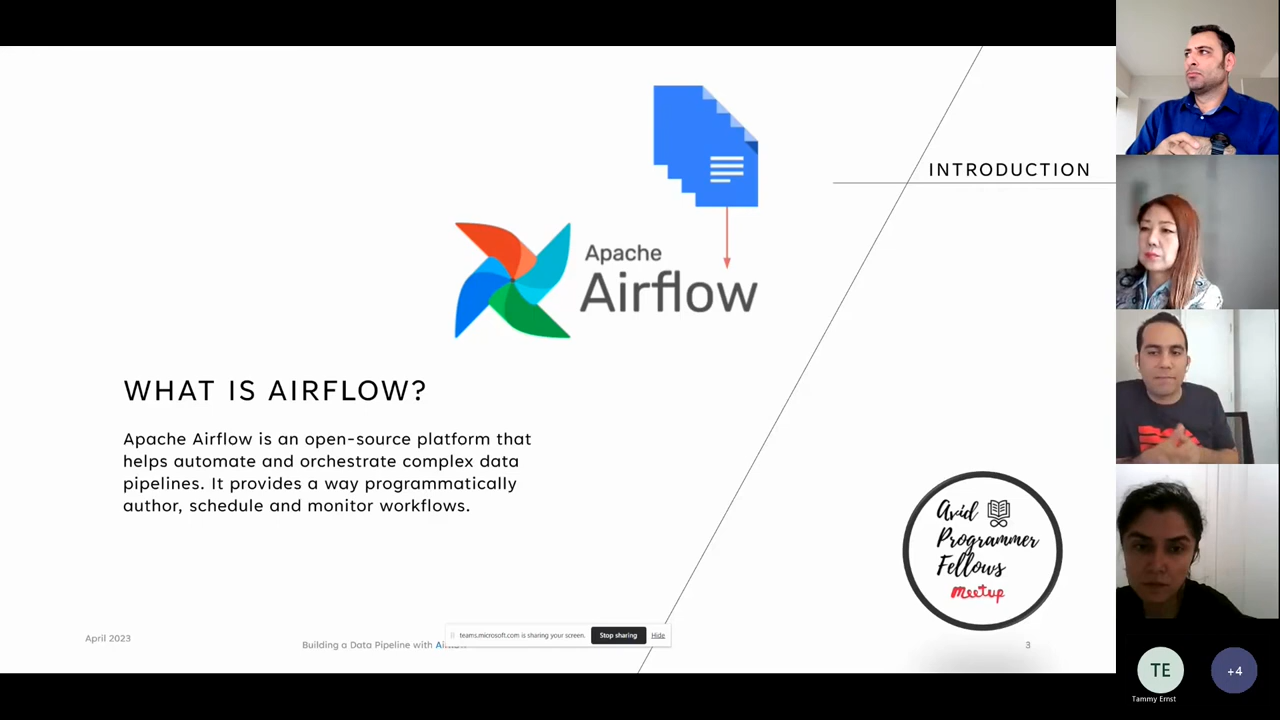 INTRODUCTION
Apache
Airflow
WHAT IS AIRFLOW?
Apache Airflow is an open-source platform that
helps automate and orchestrate complex data
pipelines. It provides a way programmatically
author, schedule and monitor workflows.
Avid
Programmer
Fellows
meetup
April 2023
Building a Data Pipeline with Airflow
teams.microsoft.com is sharing your screen. Stop sharing Hide
3
TE
+4
Tammy Ernst